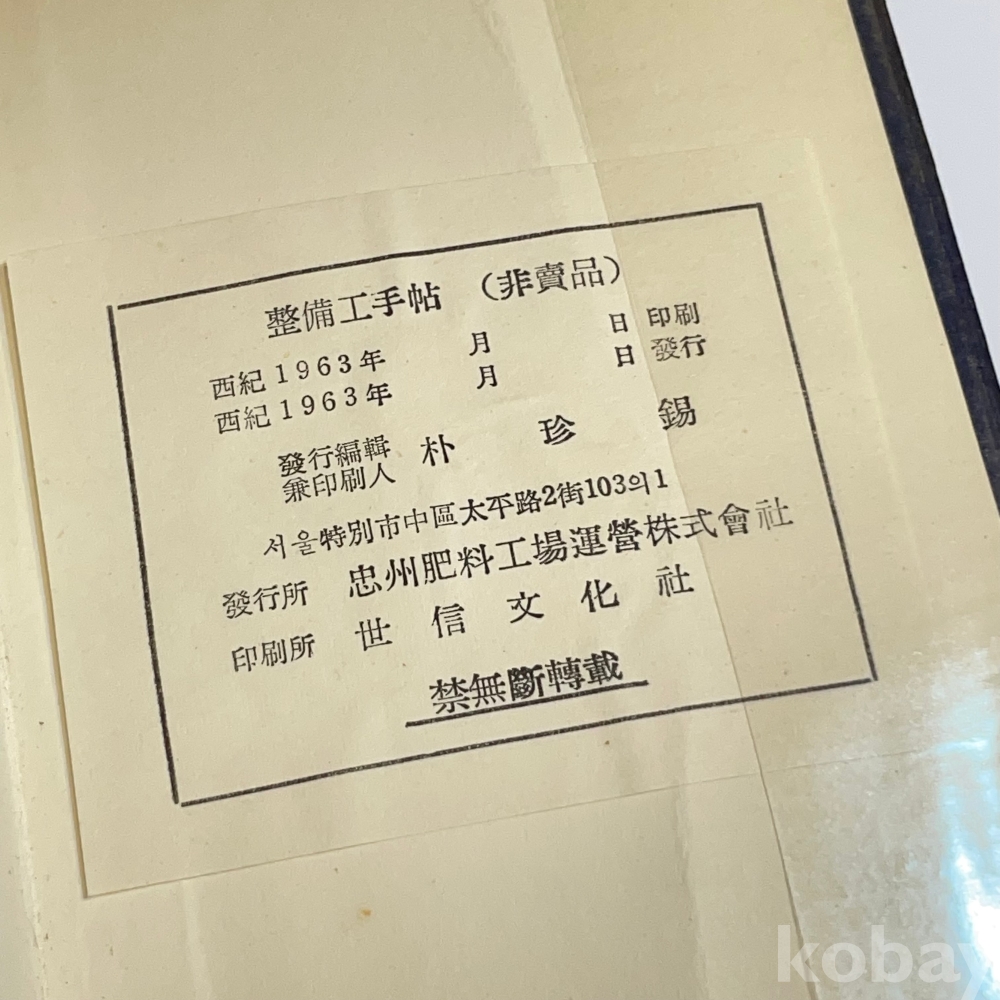 整備工手帖 (非賣品)
西紀1963年 月 日 印刷
西紀1963年 月 日 發行
發行編輯
兼印刷人 朴珍錫
서울特別市中區太平路2街103의1
發行所 忠州肥料工場運營株式會社
印刷所 世信文化社
禁無斷轉載
kobay